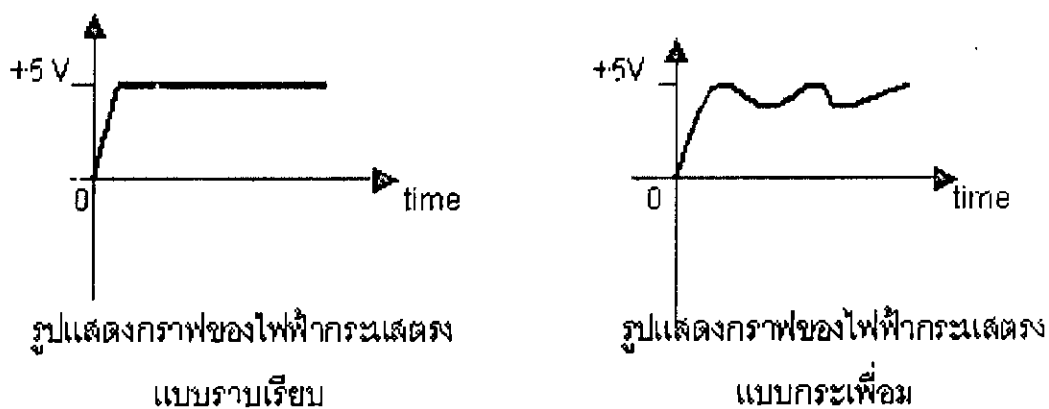 +5 V
0
time
รูปแสดงกราฟของไฟฟ้ากระแสตรง
แบบราบเรียบ
+5V
0
time
รูปแสดงกราฟของไฟฟ้ากระแสตรง
แบบกระเพื่อม